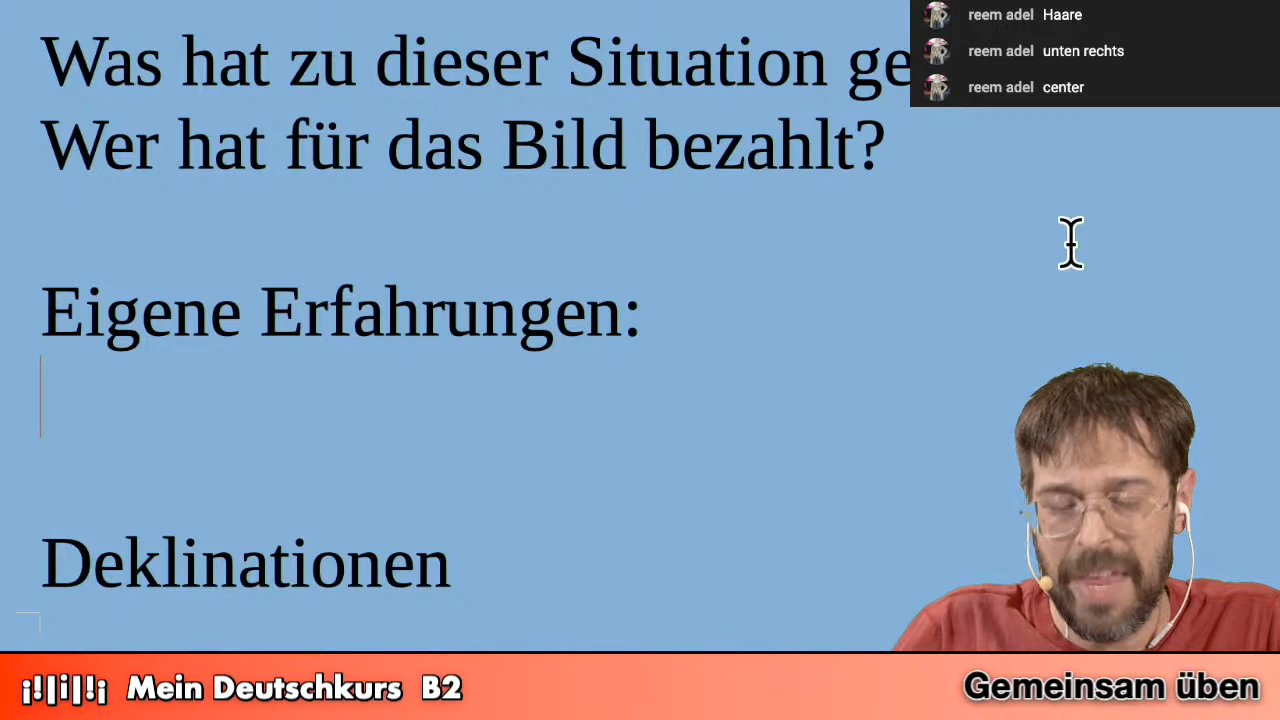 Was hat zu dieser Situation ge
Wer hat für das Bild bezahlt?
Eigene Erfahrungen:
Deklinationen
reem adel Haare
reem adel unten rechts
reem adel center
Mein Deutschkurs B2
Gemeinsam üben